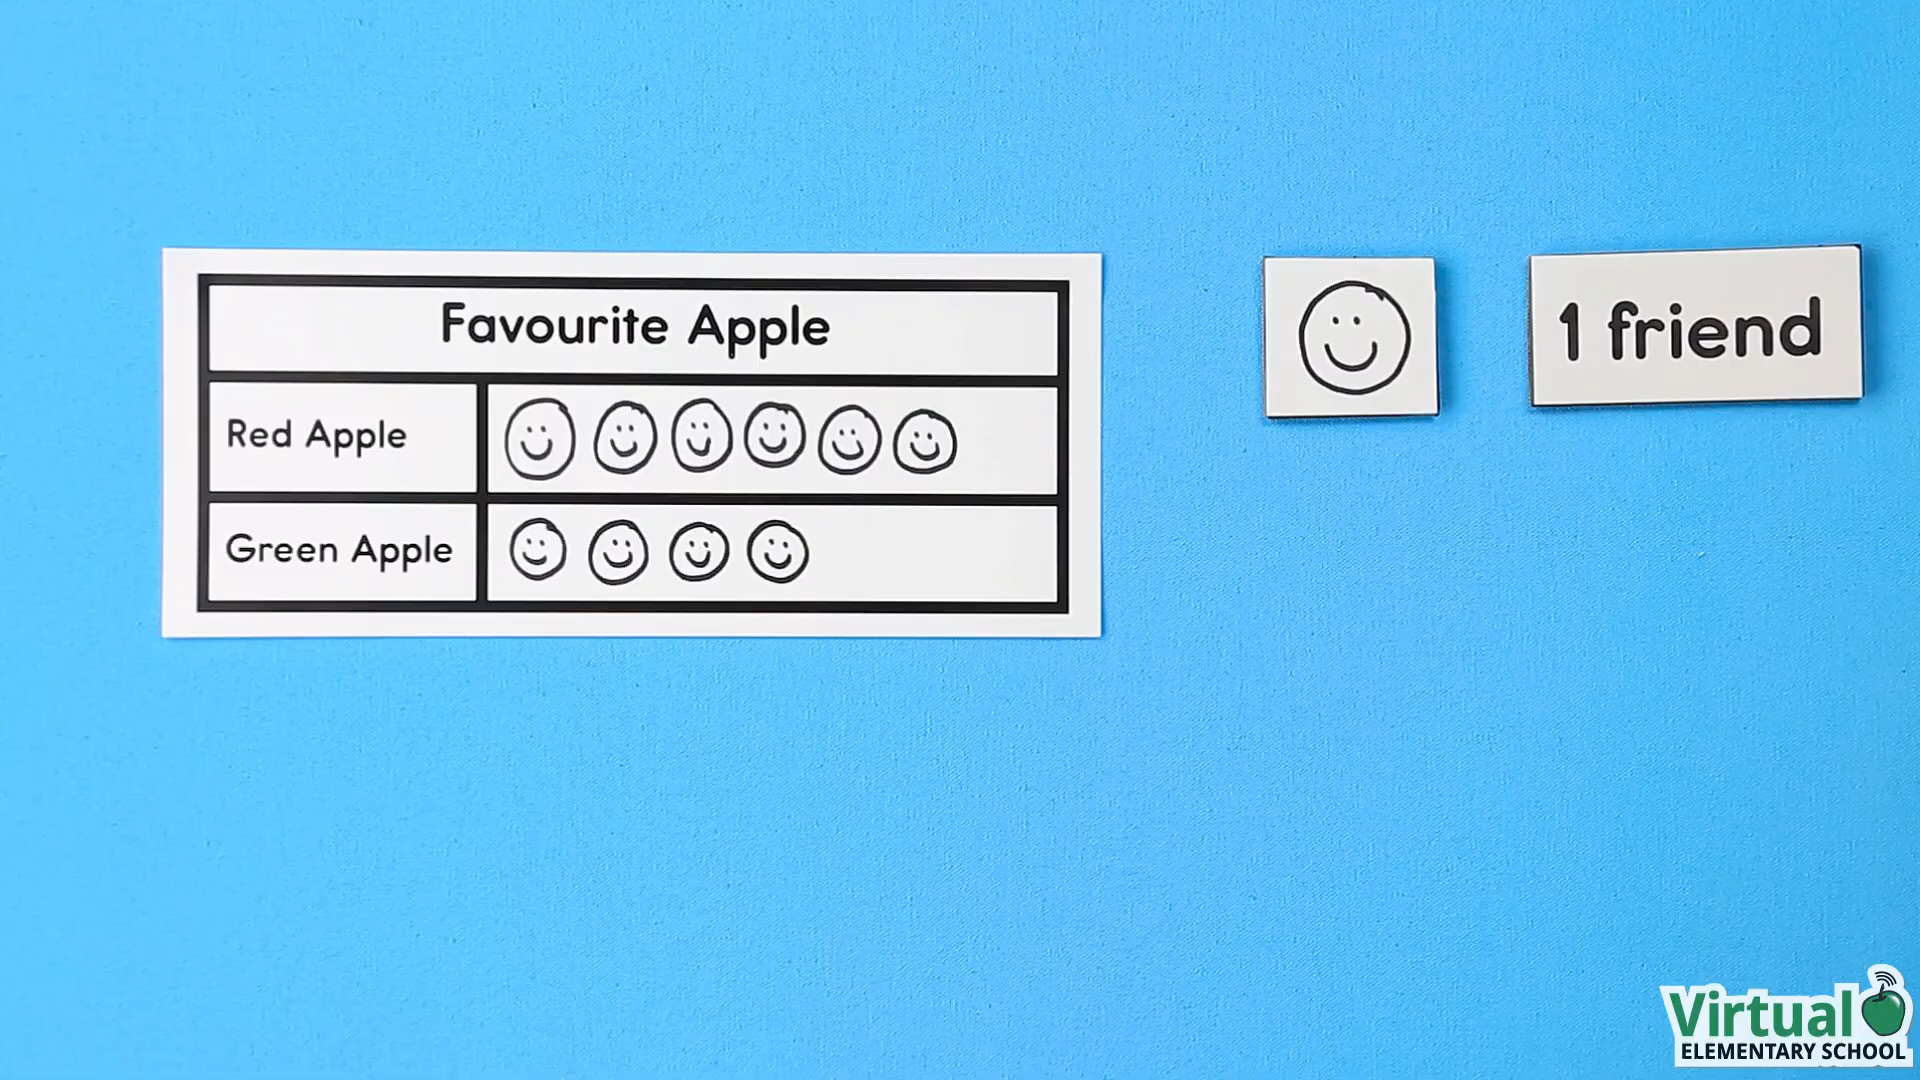 Favourite Apple
Red Apple
Green Apple
1 friend
Virtual
ELEMENTARY SCHOOL